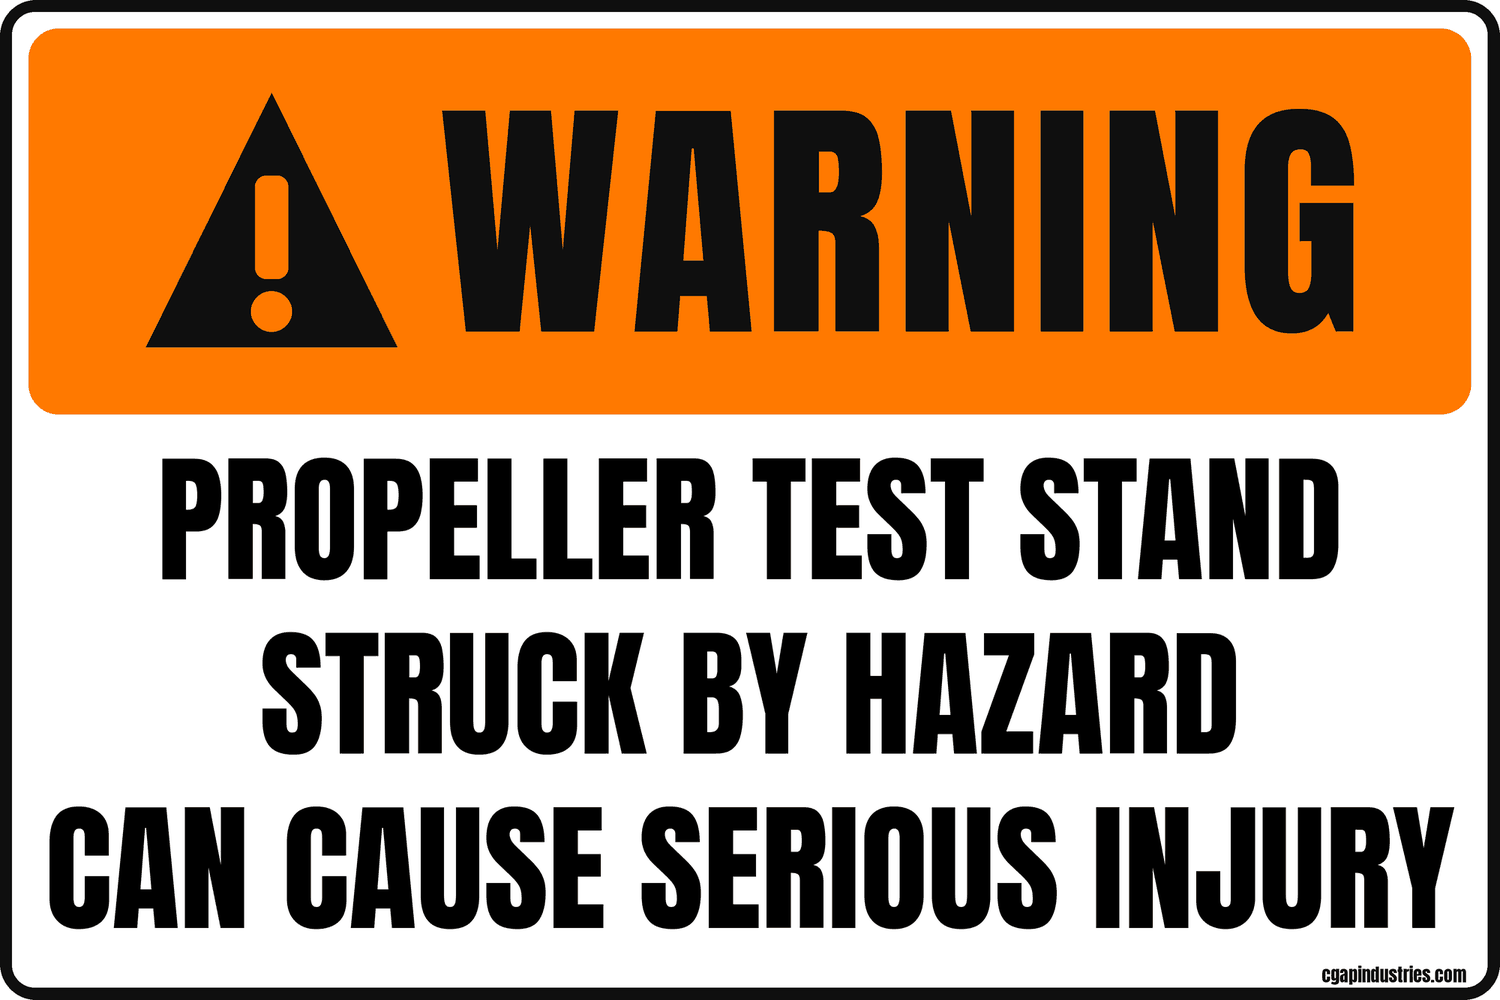 WARNING
PROPELLER TEST STAND
STRUCK BY HAZARD
CAN CAUSE SERIOUS INJURY
cgapindustries.com